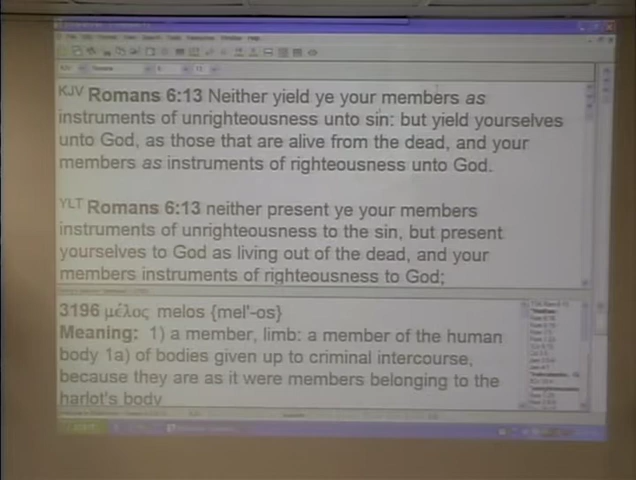 KJV Romans 6:13 Neither yield ye your members as
instruments of unrighteousness unto sin: but yield yourselves
unto God, as those that are alive from the dead, and your
members as instruments of righteousness unto God.
YLT Romans 6:13 neither present ye your members
instruments of unrighteousness to the sin, but present
yourselves to God as living out of the dead, and your
members instruments of righteousness to God;
3196 μέλος melos {mel'-os}
Meaning: 1) a member, limb: a member of the human
body 1a) of bodies given up to criminal intercourse,
because they are as it were members belonging to the
harlot's body